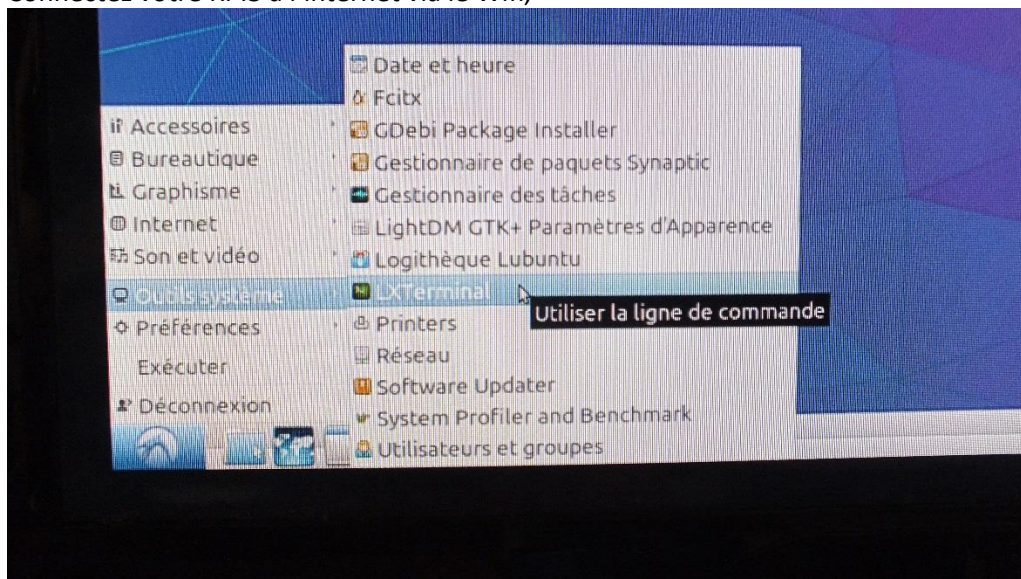 Date et heure
Fcitx
GDebi Package Installer
Gestionnaire de paquets Synaptic
Gestionnaire des tâches
LightDM GTK+ Paramètres d'Apparence
Logithèque Lubuntu
LXTerminal
Utiliser la ligne de commande
Printers
Réseau
Software Updater
System Profiler and Benchmark
Utilisateurs et groupes
Accessoires
Bureautique
Graphisme
Internet
Son et vidéo
Outils système
Préférences
Exécuter
Déconnexion